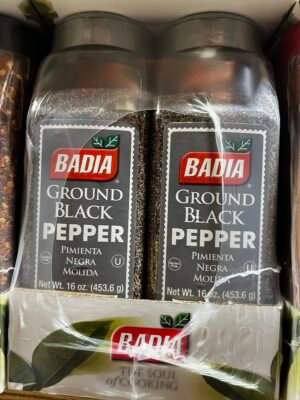 BADIA
GROUND
BLACK
PEPPER
PIMIENTA
NEGRA
MOLIDA
Net Wt. 16 oz. (453.6 g)
BADIA
GROUND
BLACK
PEPPER
PIMIENTA
NEGRA
MOLIDA
Net Wt. 16 oz. (453.6 g)
BADIA
THE SOUL
of COOKING